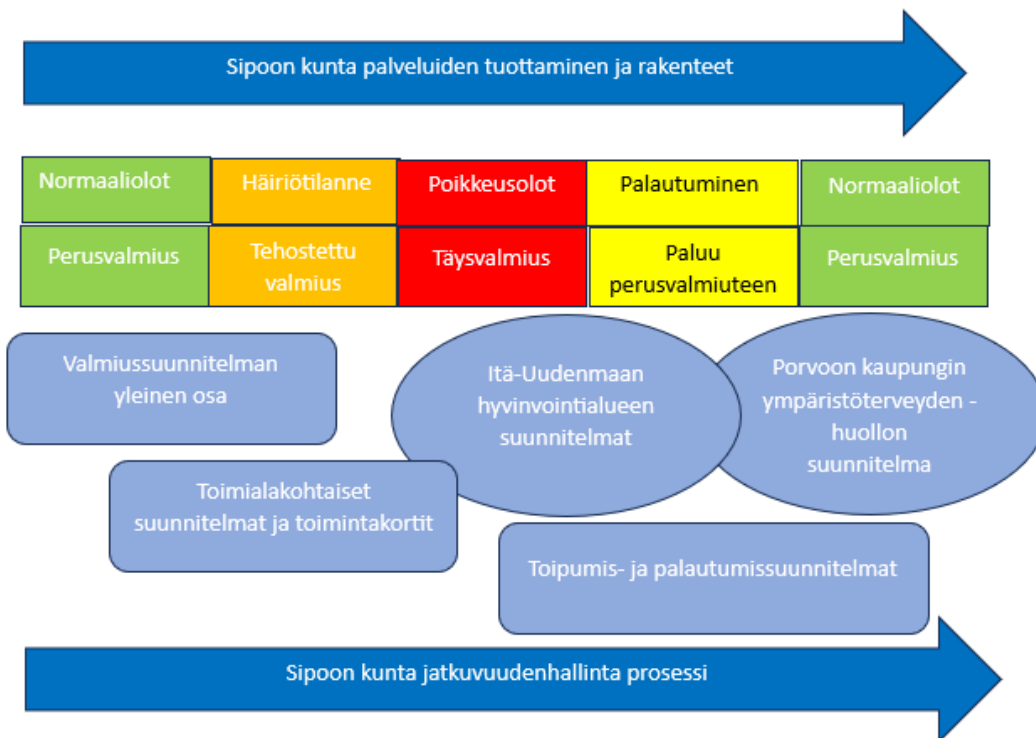 Sipoon kunta palveluiden tuottaminen ja rakenteet
Normaaliolot
Häiriötilanne
Poikkeusolot
Palautuminen
Normaaliolot
Perusvalmius
Tehostettu
valmius
Täysvalmius
Paluu
perusvalmiuteen
Perusvalmius
Valmiussuunnitelman
yleinen osa
Itä-Uudenmaan
hyvinvointialueen
suunnitelmat
Porvoon kaupungin
ympäristöterveyden -
huollon
suunnitelma
Toimialakohtaiset
suunnitelmat ja toimintakortit
Toipumis- ja palautumissuunnitelmat
Sipoon kunta jatkuvuudenhallinta prosessi